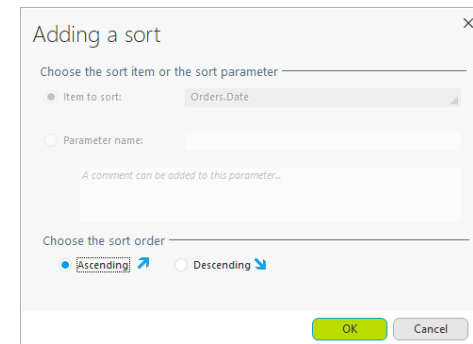 Adding a sort
Choose the sort item or the sort parameter
Item to sort: Orders.Date
Parameter name:
A comment can be added to this parameter...
Choose the sort order
Ascending Descending
OK Cancel